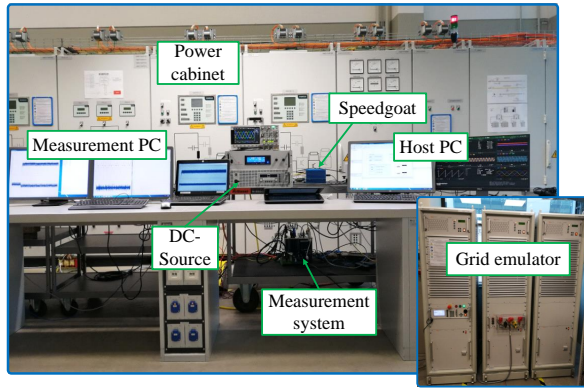 Power
cabinet
Speedgoat
Measurement PC
Host PC
DC-
Source
Grid emulator
Measurement
system